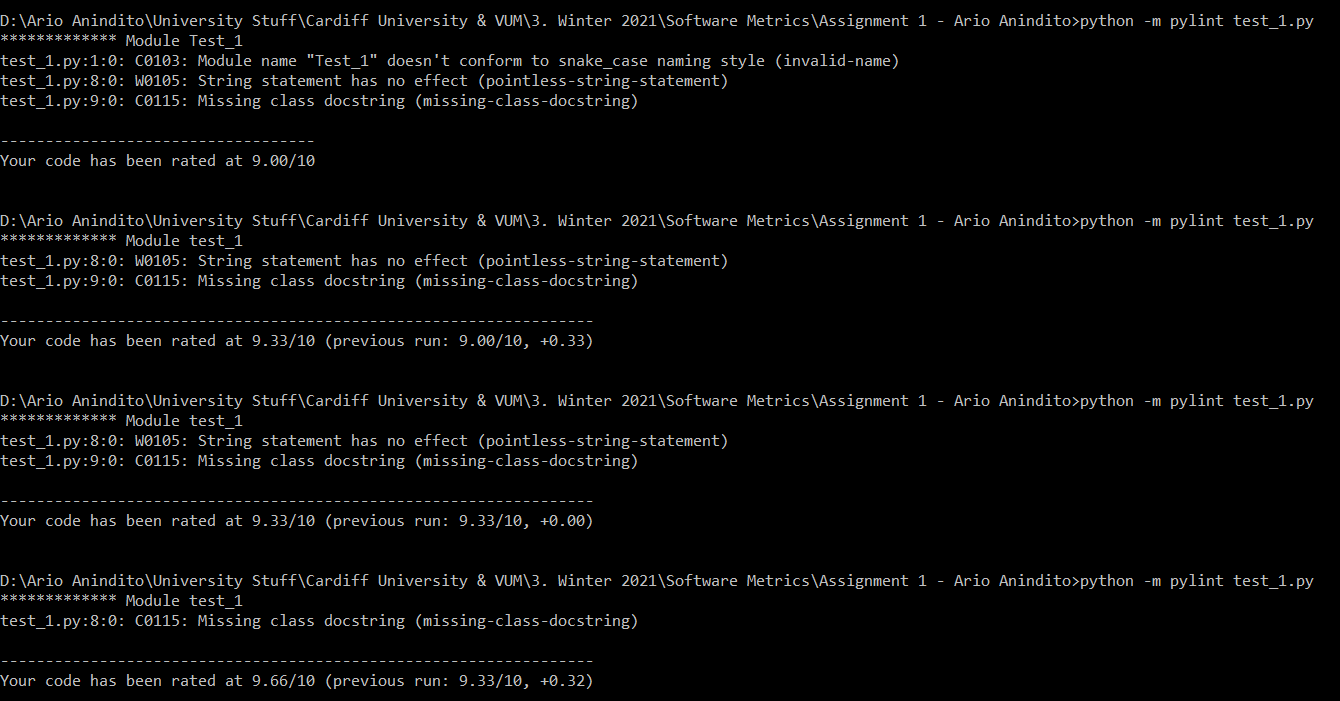 D:\Ario Anindito\University Stuff\Cardiff University & VUM\3. Winter 2021\Software Metrics\Assignment 1 - Ario Anindito>python -m pylint test_1.py
************* Module Test_1
test_1.py:1:0: C0103: Module name "Test_1" doesn't conform to snake_case naming style (invalid-name)
test_1.py:8:0: W0105: String statement has no effect (pointless-string-statement)
test_1.py:9:0: C0115: Missing class docstring (missing-class-docstring)
-----------------------------------
Your code has been rated at 9.00/10
D:\Ario Anindito\University Stuff\Cardiff University & VUM\3. Winter 2021\Software Metrics\Assignment 1 - Ario Anindito>python -m pylint test_1.py
************* Module test_1
test_1.py:8:0: W0105: String statement has no effect (pointless-string-statement)
test_1.py:9:0: C0115: Missing class docstring (missing-class-docstring)
------------------------------------------------------------------
Your code has been rated at 9.33/10 (previous run: 9.00/10, +0.33)
D:\Ario Anindito\University Stuff\Cardiff University & VUM\3. Winter 2021\Software Metrics\Assignment 1 - Ario Anindito>python -m pylint test_1.py
************* Module test_1
test_1.py:8:0: W0105: String statement has no effect (pointless-string-statement)
test_1.py:9:0: C0115: Missing class docstring (missing-class-docstring)
------------------------------------------------------------------
Your code has been rated at 9.33/10 (previous run: 9.33/10, +0.00)
D:\Ario Anindito\University Stuff\Cardiff University & VUM\3. Winter 2021\Software Metrics\Assignment 1 - Ario Anindito>python -m pylint test_1.py
************* Module test_1
test_1.py:8:0: C0115: Missing class docstring (missing-class-docstring)
------------------------------------------------------------------
Your code has been rated at 9.66/10 (previous run: 9.33/10, +0.32)